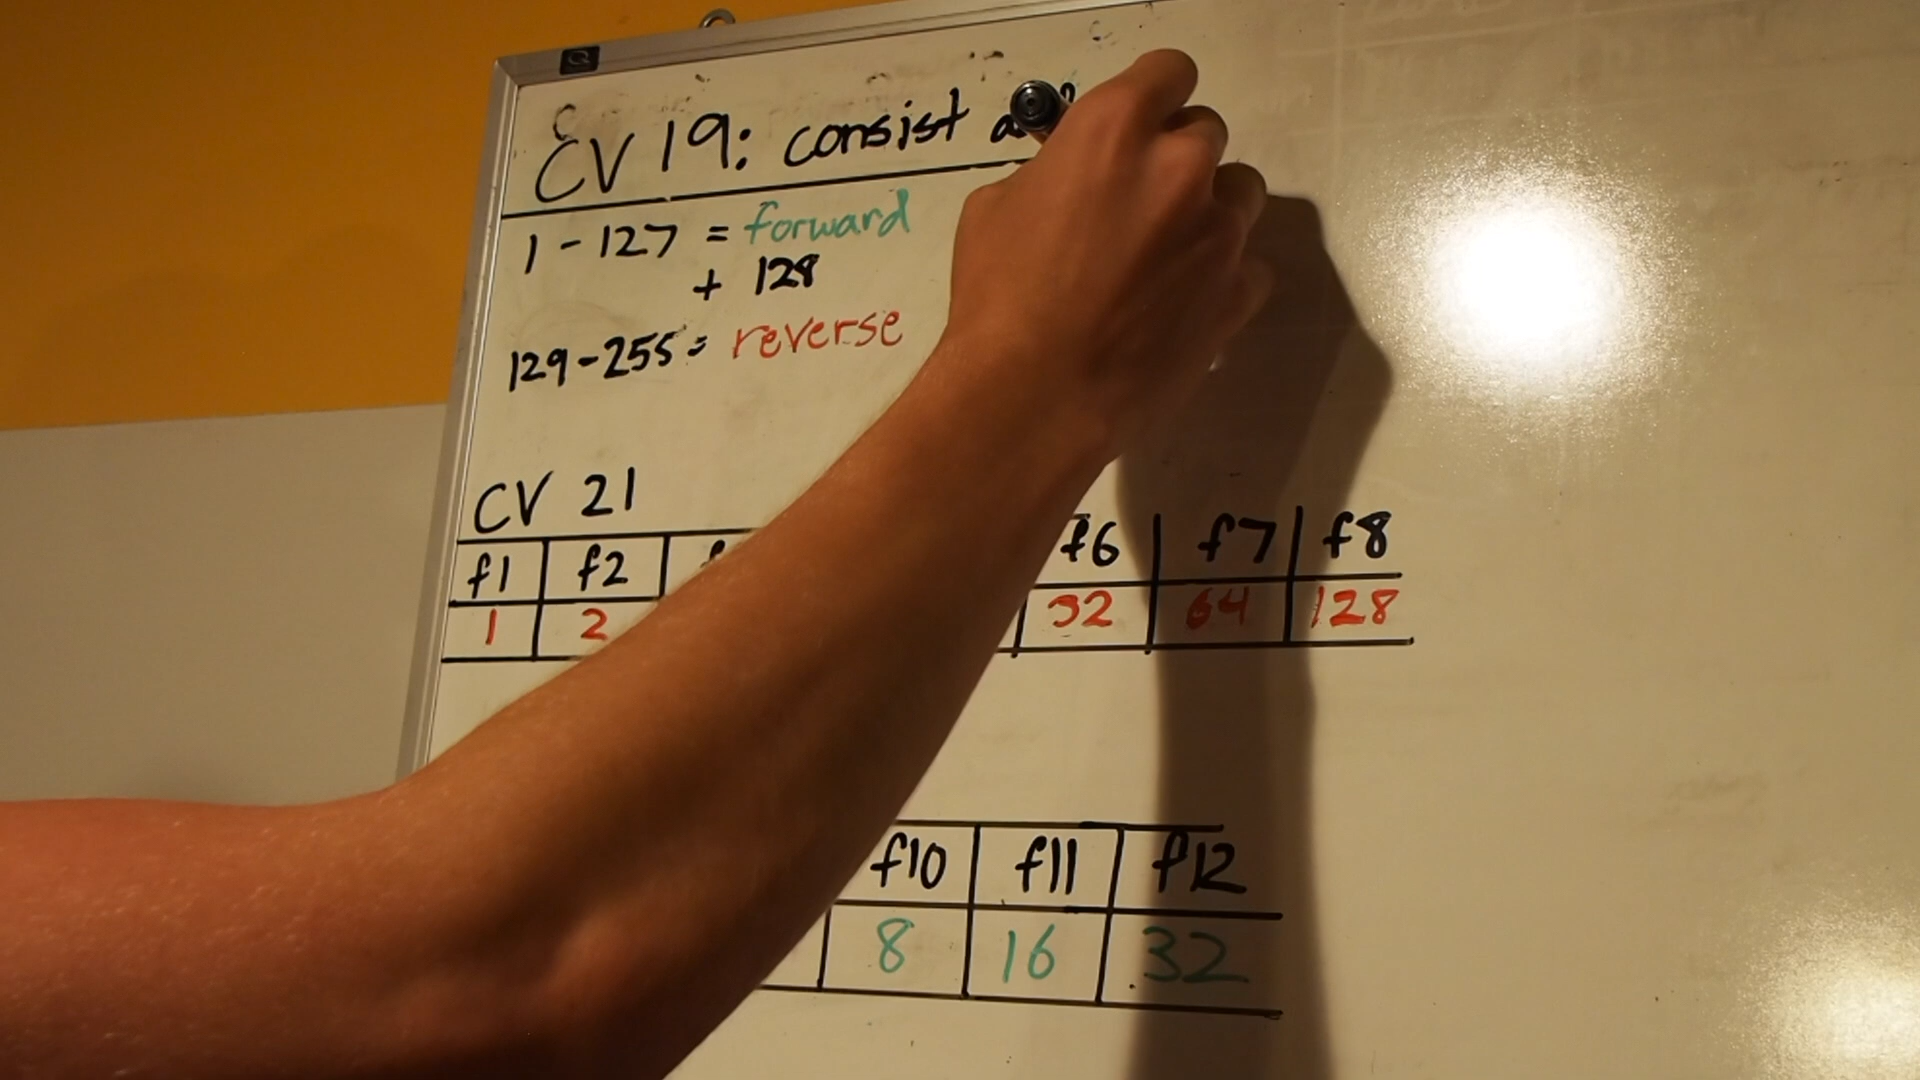 CV 19: consist
1 - 127 = forward
+ 128
129-255= reverse
CV 21
f1 f2 f6 f7 f8
1 2 32 64 128
f10 f11 f12
8 16 32